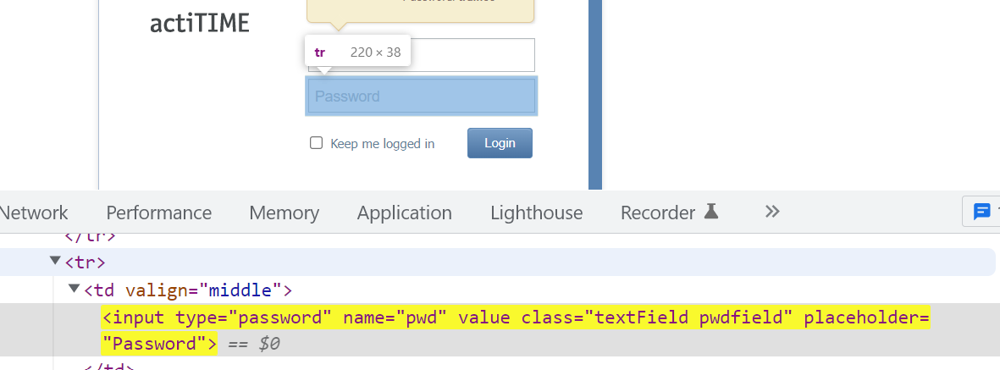 actiTIME
tr 220 × 38
Password
Keep me logged in
Login
Network Performance Memory Application Lighthouse Recorder
</tr>
<tr>
<td valign="middle">
<input type="password" name="pwd" value class="textField pwdfield" placeholder=
"Password"> == $0
</td>